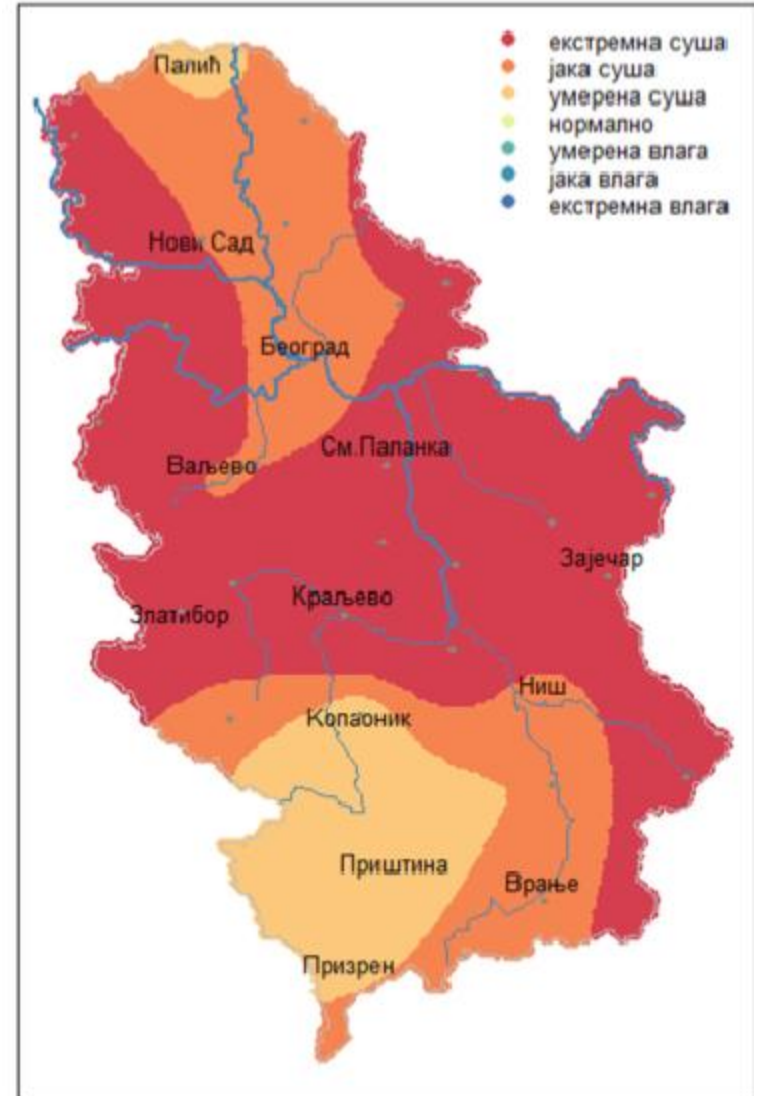 екстремна суша
јака суша
умерена суша
нормално
умерена влага
јака влага
екстремна влага
Палић
Нови Сад
Београд
Ваљево
См.Паланка
Зајечар
Златибор
Краљево
Ниш
Копаоник
Приштина
Врање
Призрен